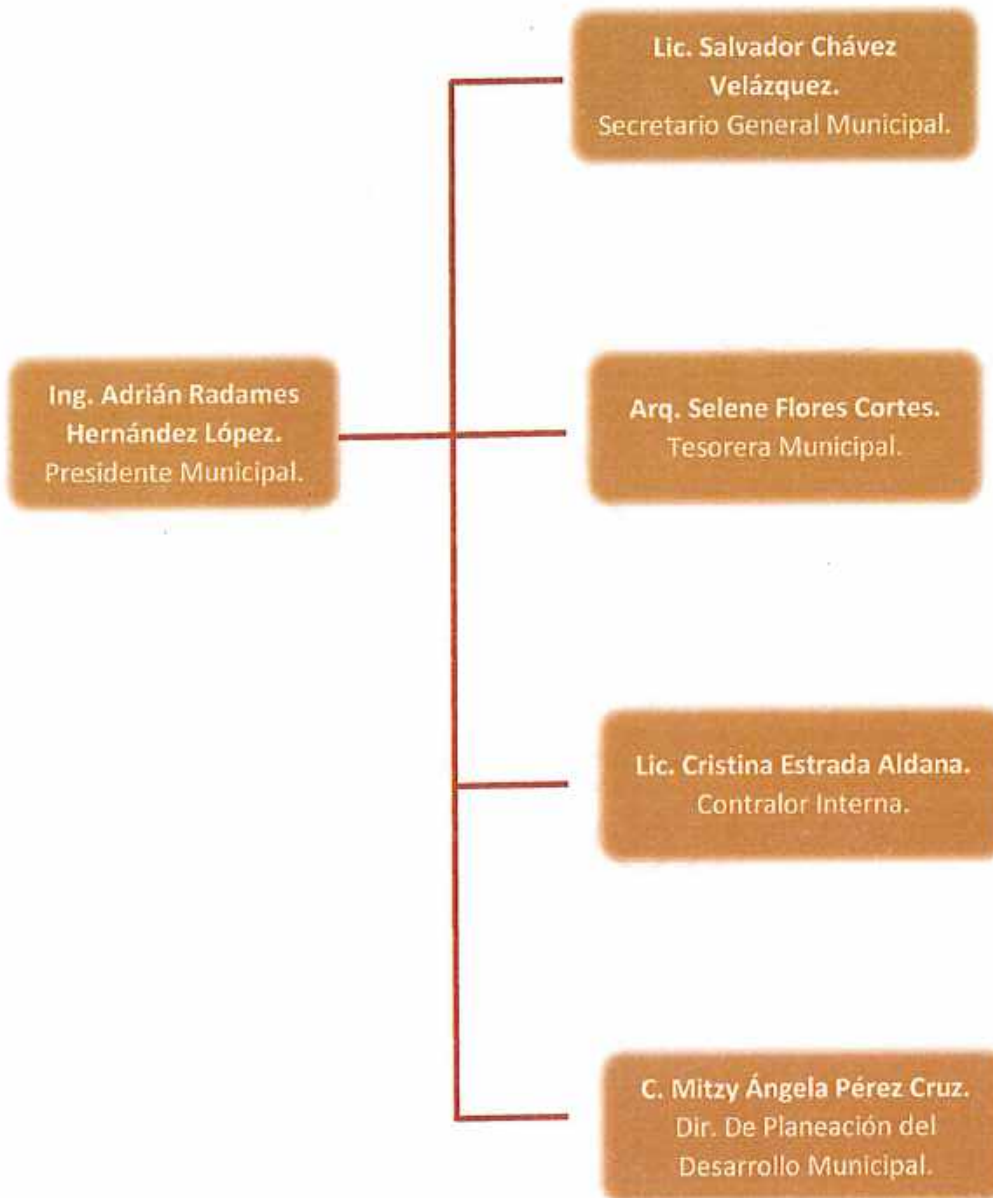 Lic. Salvador Chávez
Velázquez.
Secretario General Municipal.
Ing. Adrián Radames
Hernández López.
Presidente Municipal.
Arq. Selene Flores Cortes.
Tesorera Municipal.
Lic. Cristina Estrada Aldana.
Contralor Interna.
C. Mitzy Ángela Pérez Cruz.
Dir. De Planeación del
Desarrollo Municipal.